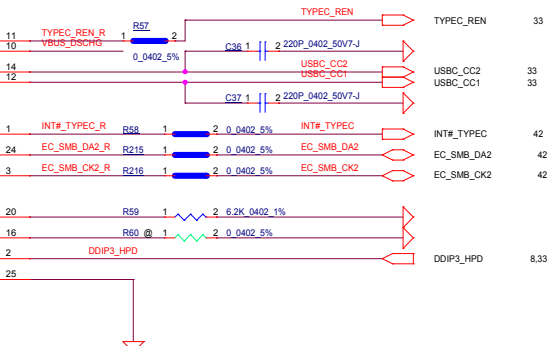 TYPEC_REN TYPEC_REN 33
R57
11 TYPEC_REN_R 1 2
10 VBUS_DSCHG
0_0402_5%
C36 1 2 220P_0402_50V7-J
14 USBC_CC2 USBC_CC2 33
12 USBC_CC1 USBC_CC1 33
C37 1 2 220P_0402_50V7-J
1 INT#_TYPEC_R R58 1 2 0_0402_5% INT#_TYPEC INT#_TYPEC 42
24 EC_SMB_DA2_R R215 1 2 0_0402_5% EC_SMB_DA2 EC_SMB_DA2 42
3 EC_SMB_CK2_R R216 1 2 0_0402_5% EC_SMB_CK2 EC_SMB_CK2 42
20 R59 1 2 6.2K_0402_1%
16 R60 @ 1 2 0_0402_5%
2 DDIP3_HPD DDIP3_HPD 8,33
25